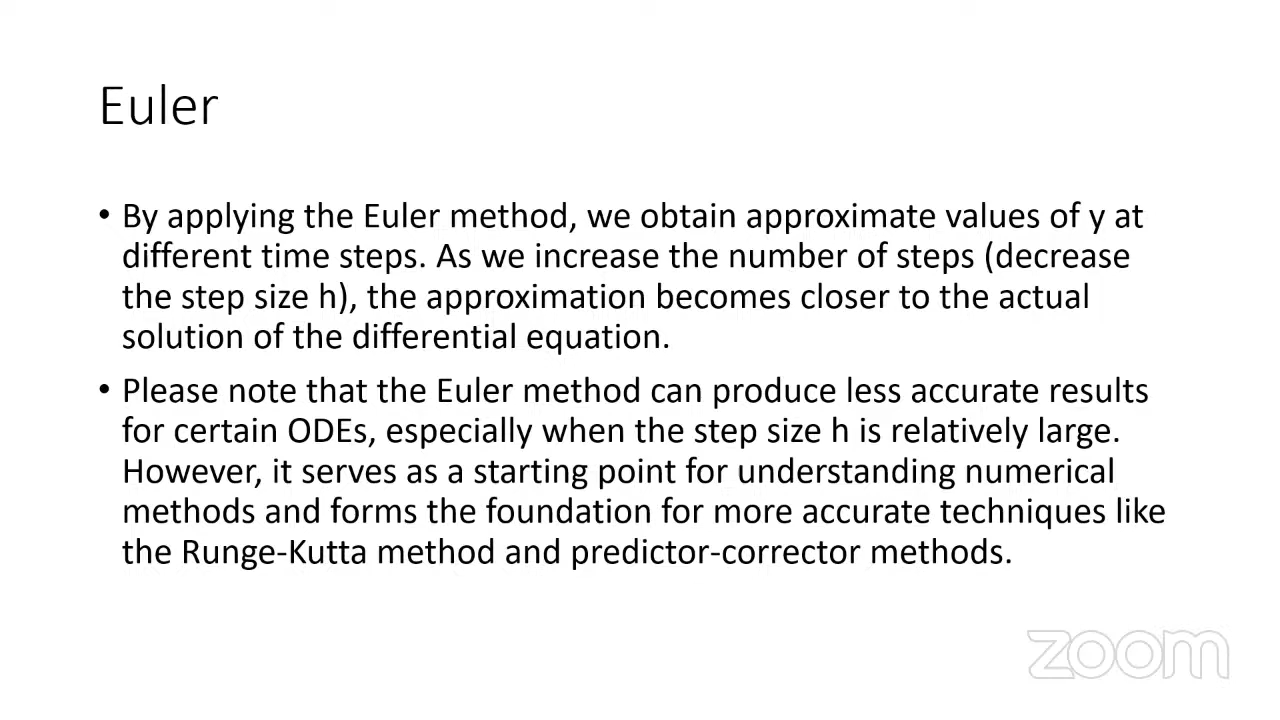 Euler
• By applying the Euler method, we obtain approximate values of y at
different time steps. As we increase the number of steps (decrease
the step size h), the approximation becomes closer to the actual
solution of the differential equation.
• Please note that the Euler method can produce less accurate results
for certain ODEs, especially when the step size h is relatively large.
However, it serves as a starting point for understanding numerical
methods and forms the foundation for more accurate techniques like
the Runge-Kutta method and predictor-corrector methods.
zoom